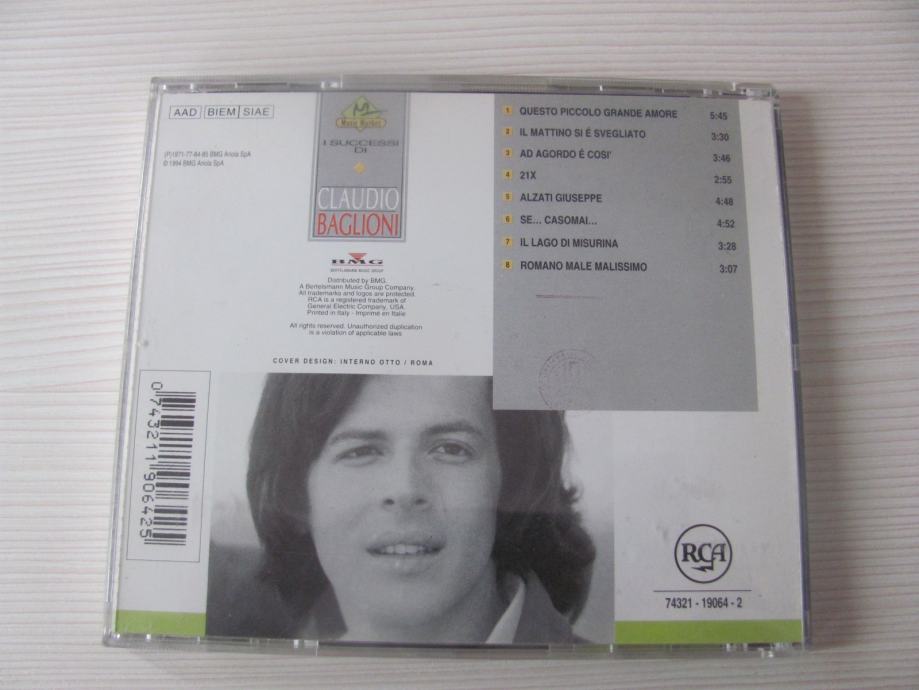 AAD BIEM SIAE
(P)1971-77-84-85 BMG Ariola SpA
© 1994 BMG Ariola SpA
Music Market
I SUCCESSI
DI
CLAUDIO
BAGLIONI
BMG
BERTELSMANN MUSIC GROUP
Distributed by BMG.
A Bertelsmann Music Group Company.
All trademarks and logos are protected.
RCA is a registered trademark of
General Electric Company, USA
Printed in Italy - Imprimé en Italie
All rights reserved. Unauthorized duplication
is a violation of applicable laws
COVER DESIGN: INTERNO OTTO / ROMA
1 QUESTO PICCOLO GRANDE AMORE 5:45
2 IL MATTINO SI É SVEGLIATO 3:30
3 AD AGORDO É COSI' 3:46
4 21X 2:55
5 ALZATI GIUSEPPE 4:48
6 SE... CASOMAI... 4:52
7 IL LAGO DI MISURINA 3:28
8 ROMANO MALE MALISSIMO 3:07
0 743211 906425
RCA
74321 - 19064 - 2